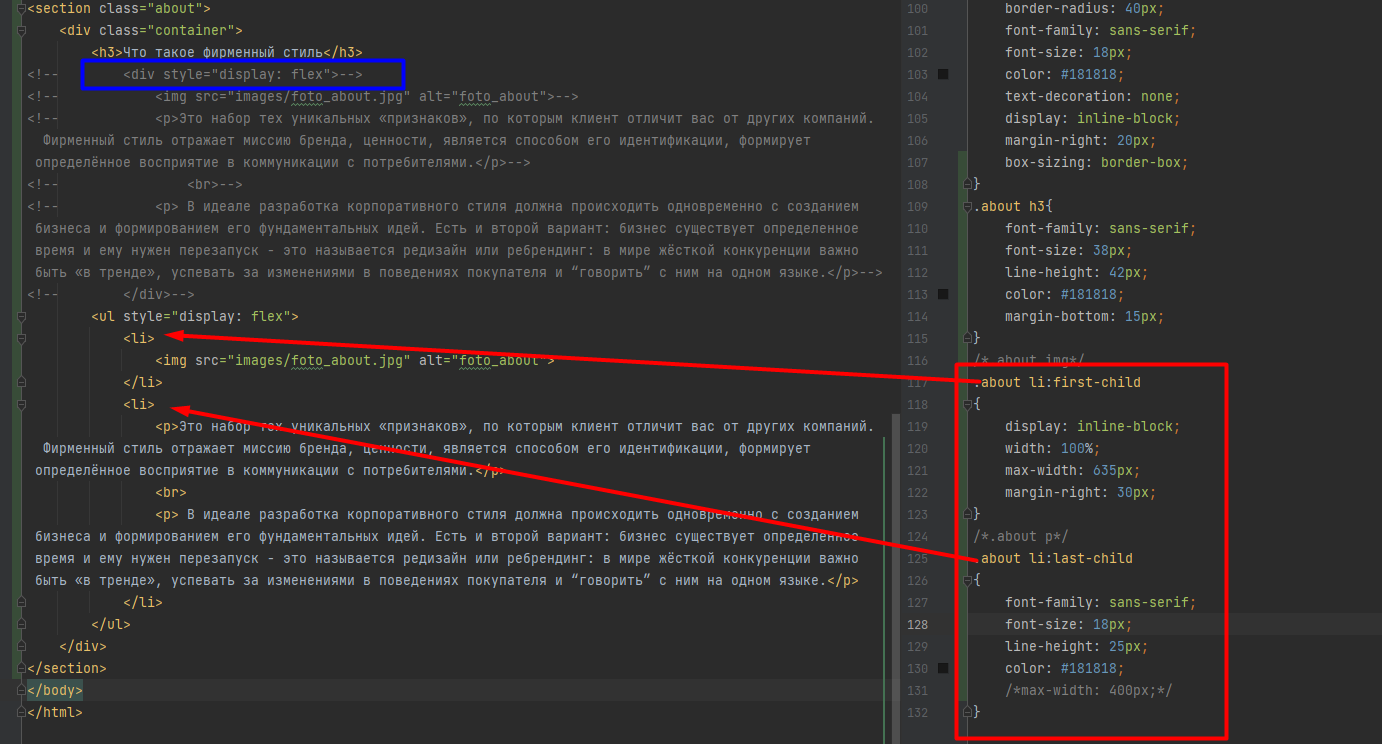 <section class="about">
<div class="container">
<h3>Что такое фирменный стиль</h3>
<!-- <div style="display: flex">-->
<!-- <img src="images/foto_about.jpg" alt="foto_about">-->
<!-- <p>Это набор тех уникальных «признаков», по которым клиент отличит вас от других компаний.
Фирменный стиль отражает миссию бренда, ценности, является способом его идентификации, формирует
определённое восприятие в коммуникации с потребителями.</p>-->
<!-- <br>-->
<!-- <p> В идеале разработка корпоративного стиля должна происходить одновременно с созданием
бизнеса и формированием его фундаментальных идей. Есть и второй вариант: бизнес существует определенное
время и ему нужен перезапуск - это называется редизайн или ребрендинг: в мире жёсткой конкуренции важно
быть «в тренде», успевать за изменениями в поведениях покупателя и “говорить” с ним на одном языке.</p>-->
<!-- </div>-->
<ul style="display: flex">
<li>
<img src="images/foto_about.jpg" alt="foto_about">
</li>
<li>
<p>Это набор тех уникальных «признаков», по которым клиент отличит вас от других компаний.
Фирменный стиль отражает миссию бренда, ценности, является способом его идентификации, формирует
определённое восприятие в коммуникации с потребителями.</p>
<br>
<p> В идеале разработка корпоративного стиля должна происходить одновременно с созданием
бизнеса и формированием его фундаментальных идей. Есть и второй вариант: бизнес существует определенное
время и ему нужен перезапуск - это называется редизайн или ребрендинг: в мире жёсткой конкуренции важно
быть «в тренде», успевать за изменениями в поведениях покупателя и “говорить” с ним на одном языке.</p>
</li>
</ul>
</div>
</section>
</body>
</html>
100 border-radius: 40px;
101 font-family: sans-serif;
102 font-size: 18px;
103 color: #181818;
104 text-decoration: none;
105 display: inline-block;
106 margin-right: 20px;
107 box-sizing: border-box;
108 }
109 .about h3{
110 font-family: sans-serif;
111 font-size: 38px;
112 line-height: 42px;
113 color: #181818;
114 margin-bottom: 15px;
115 }
116 /*.about img*/
117 .about li:first-child
118 {
119 display: inline-block;
120 width: 100%;
121 max-width: 635px;
122 margin-right: 30px;
123 }
124 /*.about p*/
125 .about li:last-child
126 {
127 font-family: sans-serif;
128 font-size: 18px;
129 line-height: 25px;
130 color: #181818;
131 /*max-width: 400px;*/
132 }